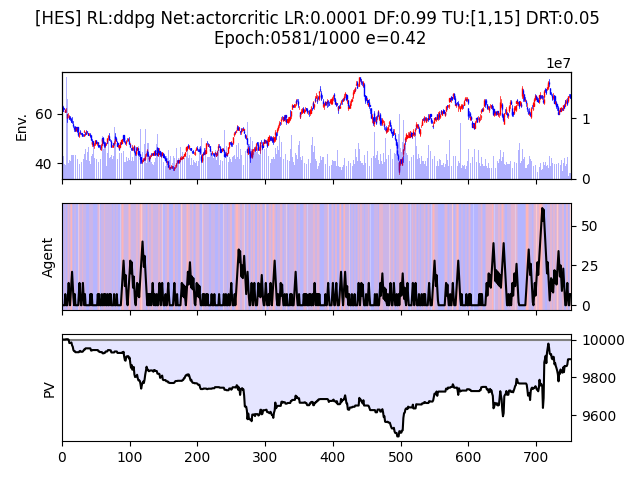 [HES] RL:ddpg Net:actorcritic LR:0.0001 DF:0.99 TU:[1,15] DRT:0.05
Epoch:0581/1000 e=0.42
1e7
Env.
60
40
1
0
Agent
50
25
0
PV
10000
9800
9600
0 100 200 300 400 500 600 700